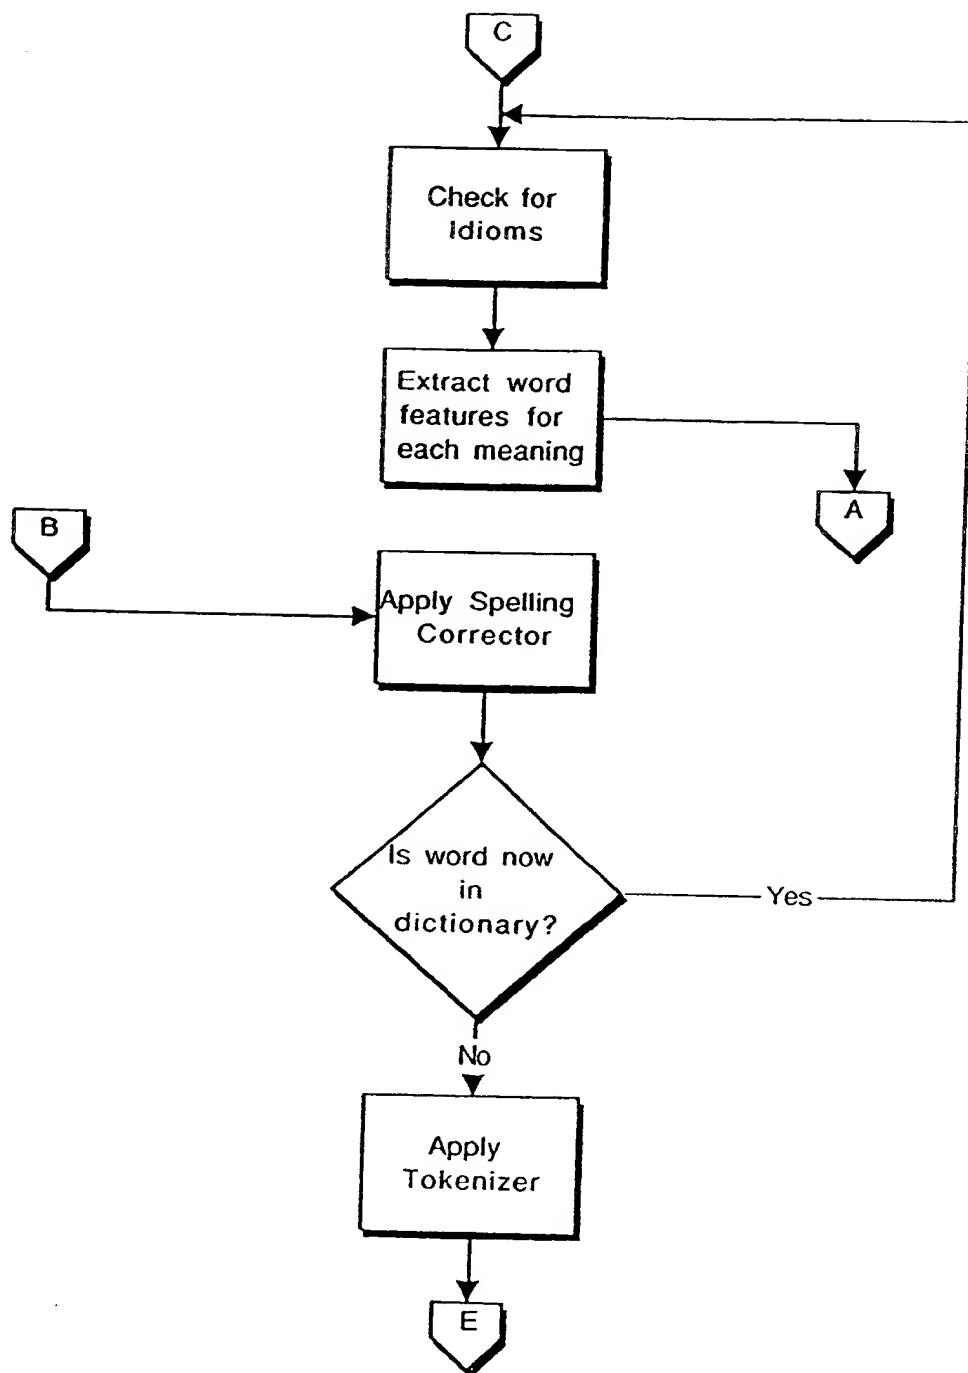 C
Check for
Idioms
Extract word
features for
each meaning
A
B
Apply Spelling
Corrector
Is word now
in
dictionary?
Yes
No
Apply
Tokenizer
E